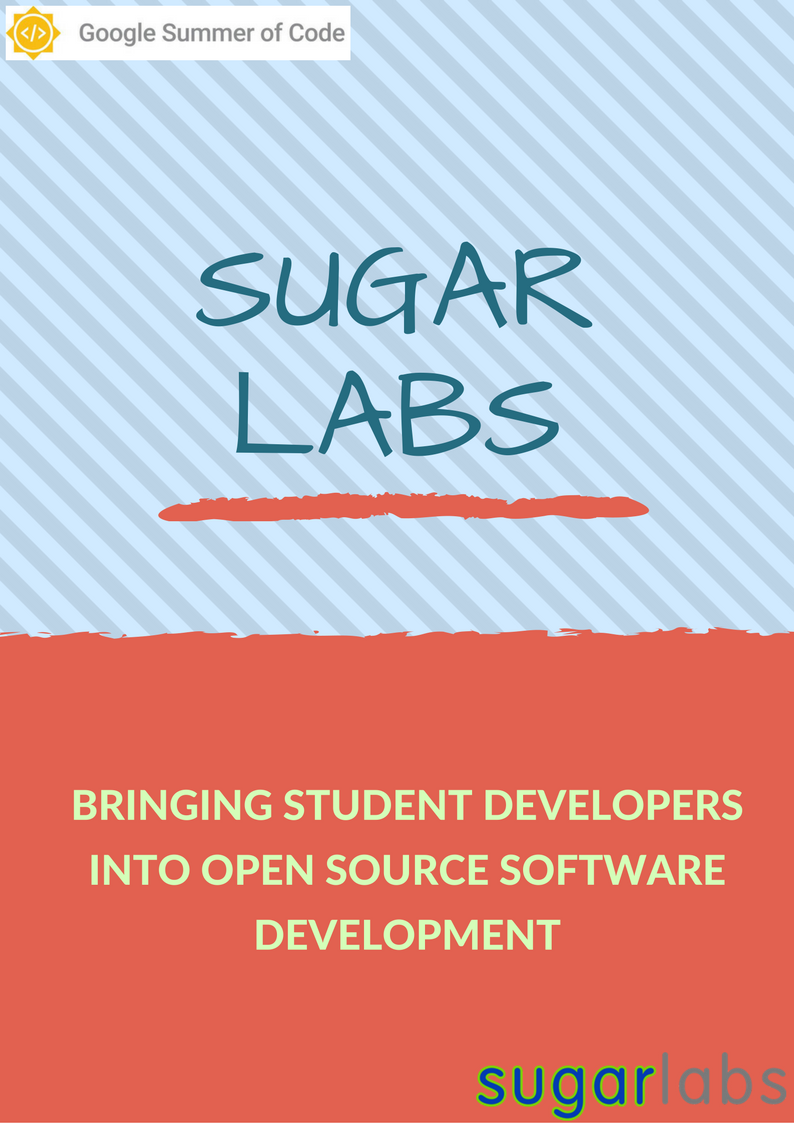 Google Summer of Code
SUGAR
LABS
BRINGING STUDENT DEVELOPERS
INTO OPEN SOURCE SOFTWARE
DEVELOPMENT
sugarlabs